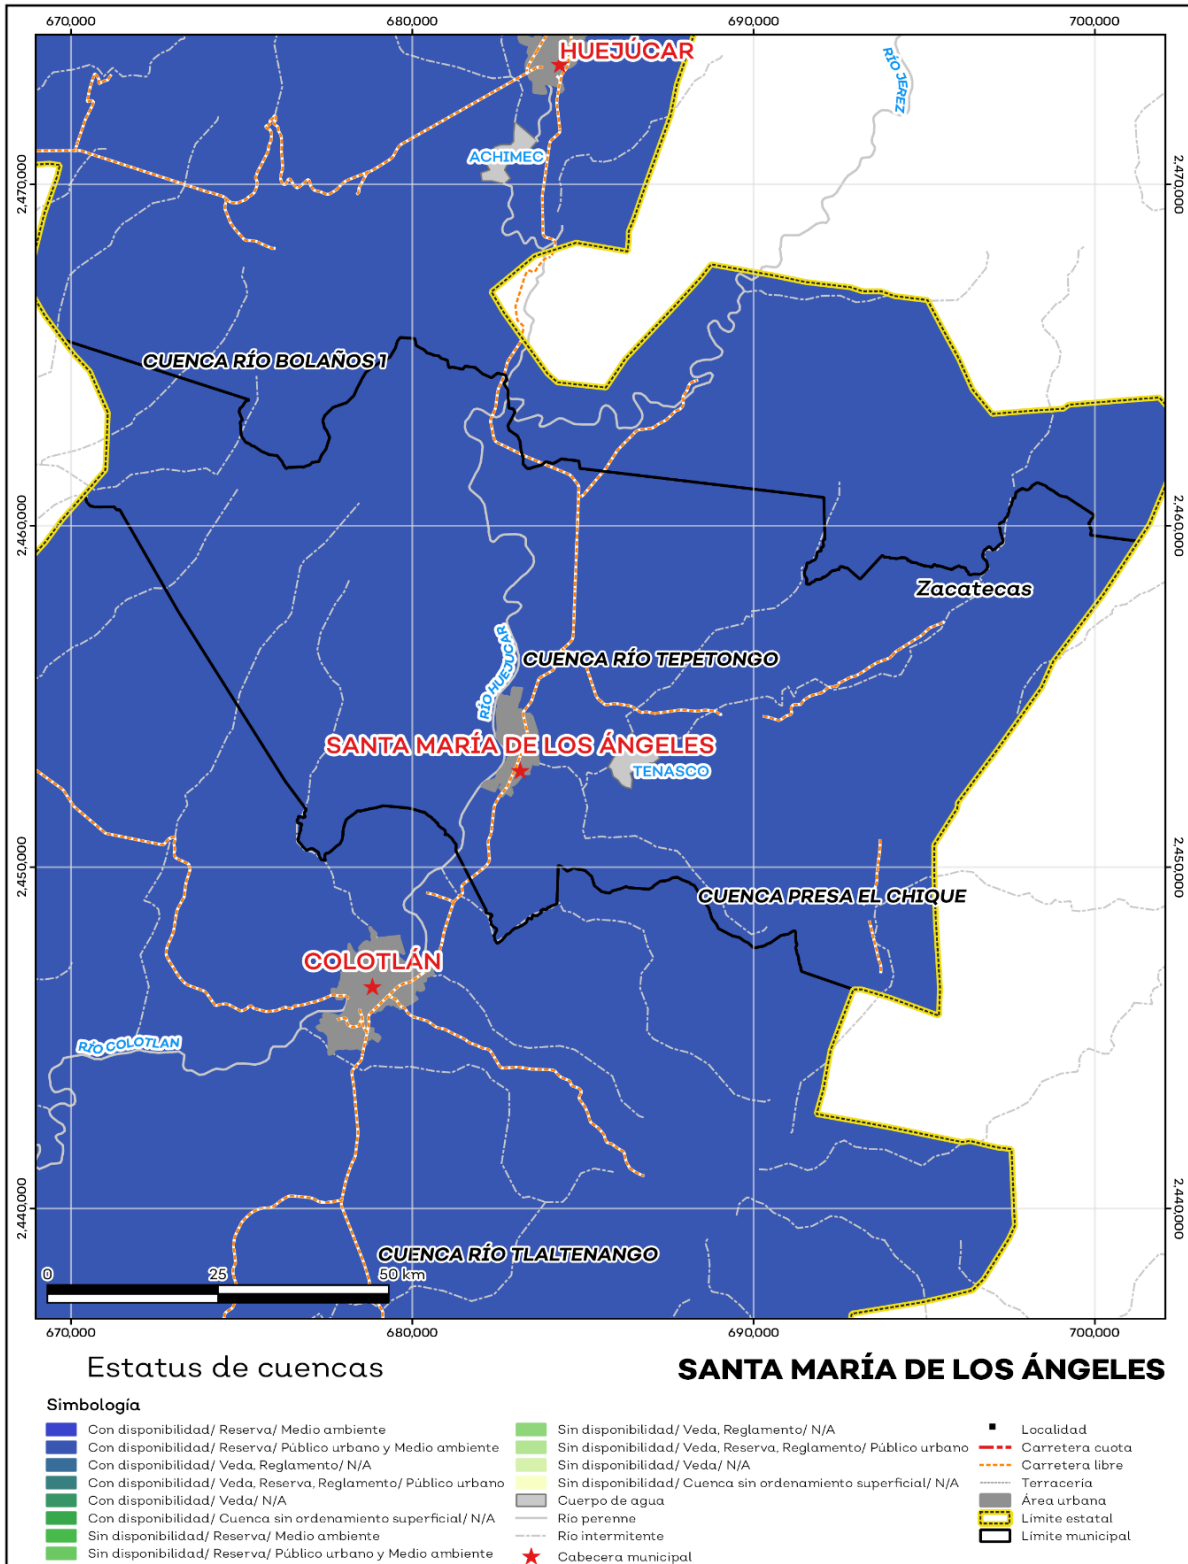 670,000
680,000
690,000
700,000
HUEJÚCAR
RÍO JEREZ
ACHIMEC
2,470,000
2,470,000
CUENCA RÍO BOLAÑOS 1
2,460,000
2,460,000
Zacatecas
RÍO HUEJUCAR
CUENCA RÍO TEPETONGO
SANTA MARÍA DE LOS ÁNGELES
TENASCO
2,450,000
2,450,000
CUENCA PRESA EL CHIQUE
COLOTLÁN
RÍO COLOTLAN
2,440,000
2,440,000
CUENCA RÍO TLALTENANGO
0
25
50 km
670,000
680,000
690,000
700,000
Estatus de cuencas
SANTA MARÍA DE LOS ÁNGELES
Simbología
Con disponibilidad/ Reserva/ Medio ambiente
Con disponibilidad/ Reserva/ Público urbano y Medio ambiente
Con disponibilidad/ Veda, Reglamento/ N/A
Con disponibilidad/ Veda, Reserva, Reglamento/ Público urbano
Con disponibilidad/ Veda/ N/A
Con disponibilidad/ Cuenca sin ordenamiento superficial/ N/A
Sin disponibilidad/ Reserva/ Medio ambiente
Sin disponibilidad/ Reserva/ Público urbano y Medio ambiente
Sin disponibilidad/ Veda, Reglamento/ N/A
Sin disponibilidad/ Veda, Reserva, Reglamento/ Público urbano
Sin disponibilidad/ Veda/ N/A
Sin disponibilidad/ Cuenca sin ordenamiento superficial/ N/A
Cuerpo de agua
Río perenne
Río intermitente
Cabecera municipal
Localidad
Carretera cuota
Carretera libre
Terracería
Área urbana
Límite estatal
Límite municipal